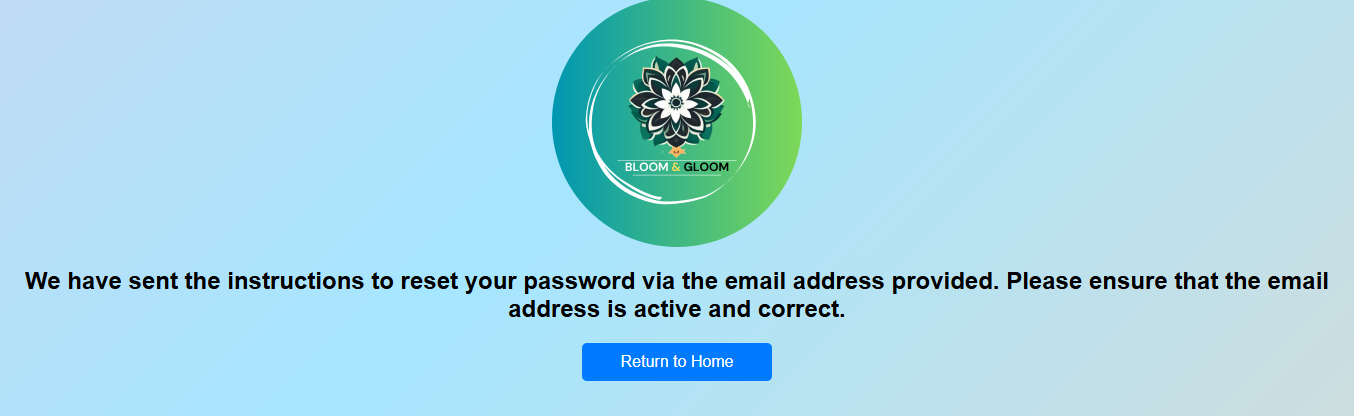 BLOOM & GLOOM
We have sent the instructions to reset your password via the email address provided. Please ensure that the email
address is active and correct.
Return to Home